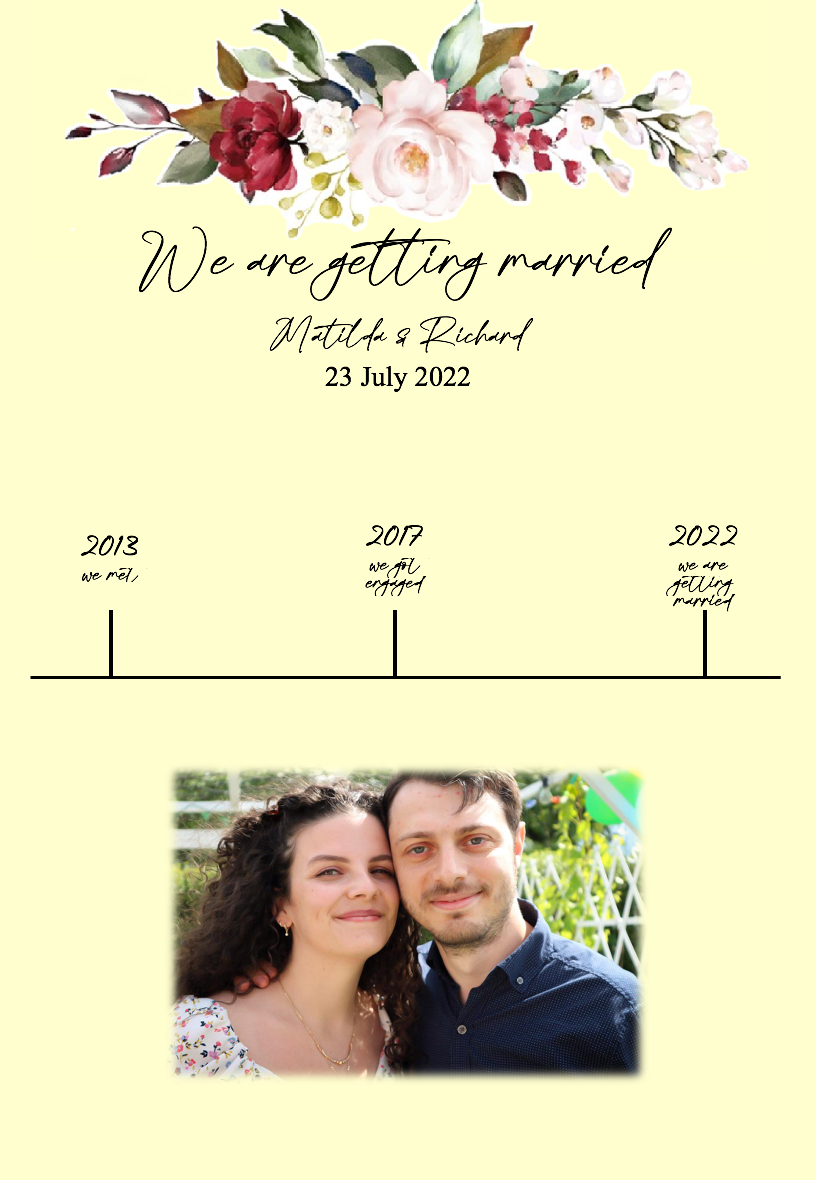 We are getting married
Matilda & Richard
23 July 2022
2013
we met
2017
we got
engaged
2022
we are
getting
married